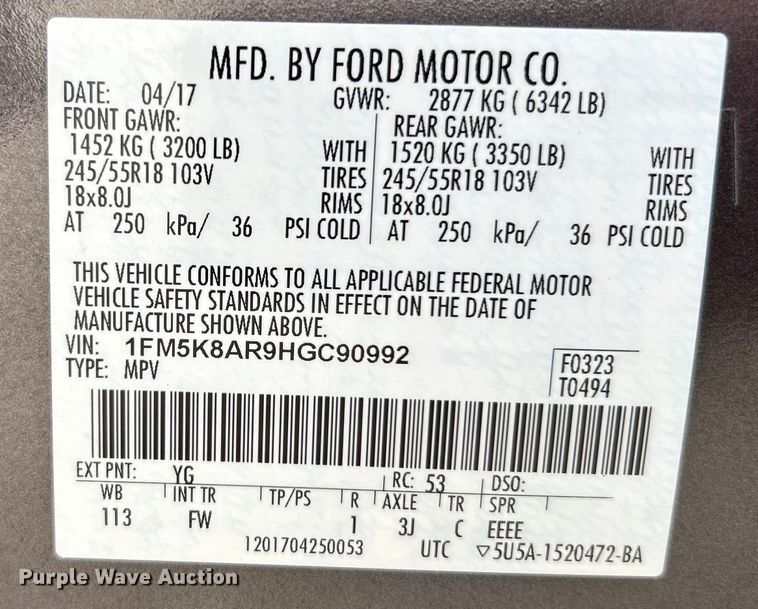 MFD. BY FORD MOTOR CO.
DATE: 04/17 GVWR: 2877 KG ( 6342 LB)
FRONT GAWR: REAR GAWR:
1452 KG ( 3200 LB) WITH 1520 KG ( 3350 LB) WITH
245/55R18 103V TIRES 245/55R18 103V TIRES
18x8.0J RIMS 18x8.0J RIMS
AT 250 kPa/ 36 PSI COLD AT 250 kPa/ 36 PSI COLD
THIS VEHICLE CONFORMS TO ALL APPLICABLE FEDERAL MOTOR
VEHICLE SAFETY STANDARDS IN EFFECT ON THE DATE OF
MANUFACTURE SHOWN ABOVE.
VIN: 1FM5K8AR9HGC90992 F0323
TYPE: MPV T0494
EXT PNT: YG RC: 53 DSO:
WB INT TR TP/PS R AXLE TR SPR
113 FW 1 3J C EEEE
1201704250053 UTC ▽5U5A-1520472-BA
Purple Wave Auction